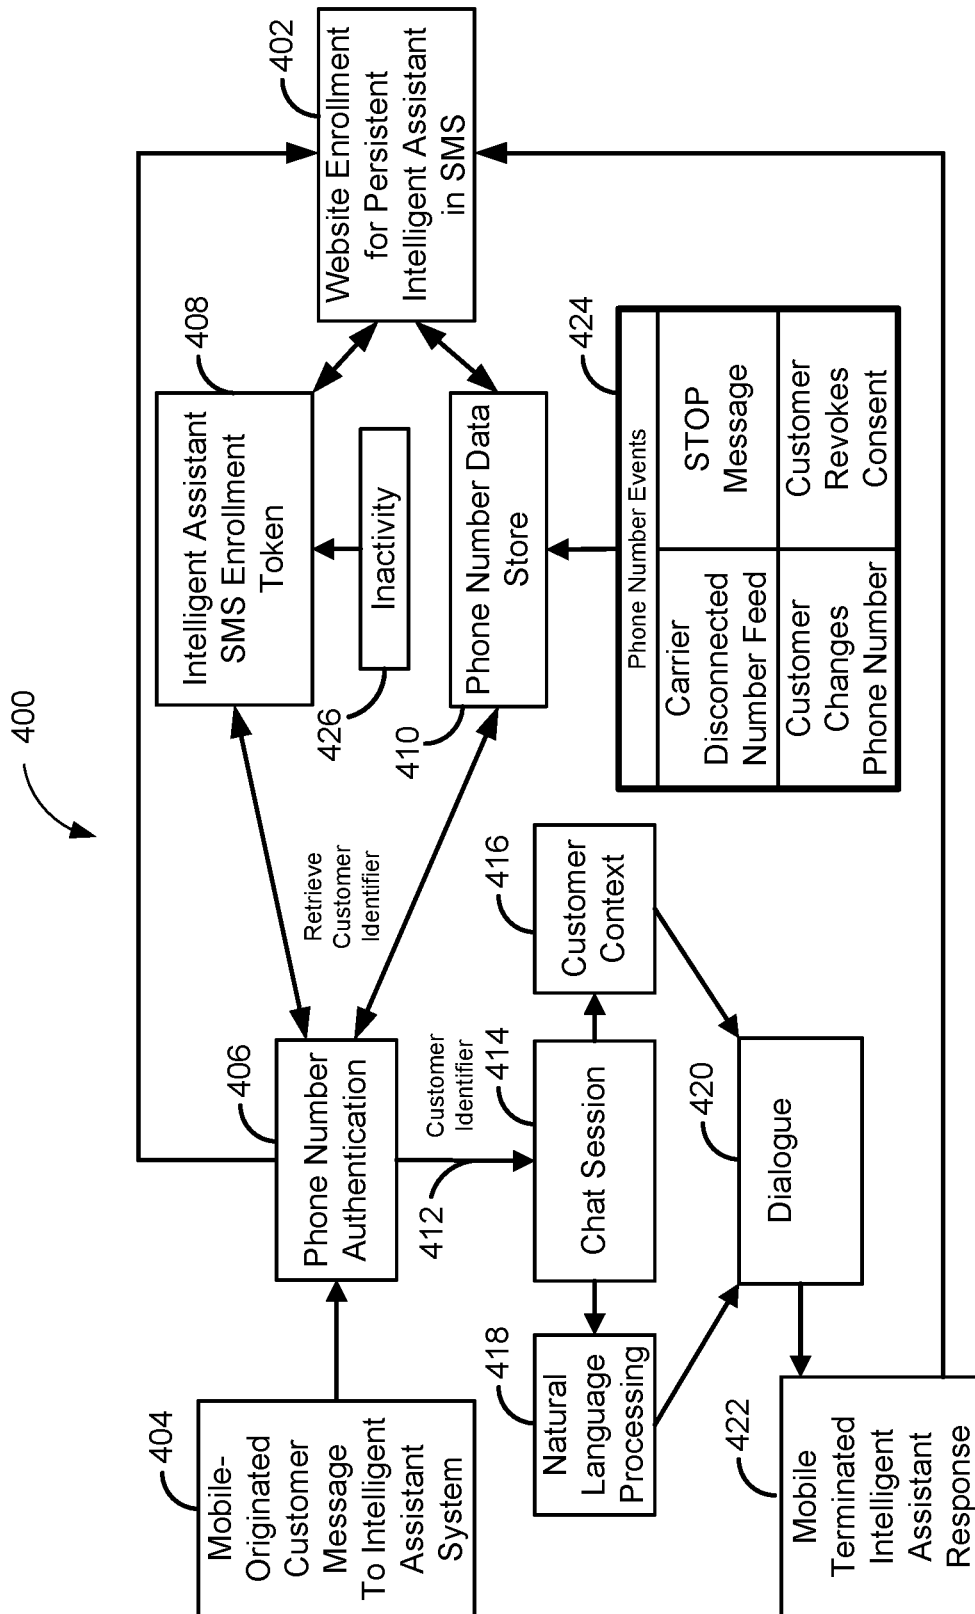 400
404
Mobile-
Originated
Customer
Message
To Intelligent
Assistant
System
406
Phone Number
Authentication
Retrieve
Customer
Identifier
408
Intelligent Assistant
SMS Enrollment
Token
426
Inactivity
410
Phone Number Data
Store
402
Website Enrollment
for Persistent
Intelligent Assistant
in SMS
412
Customer
Identifier
414
Chat Session
416
Customer
Context
418
Natural
Language
Processing
420
Dialogue
422
Mobile
Terminated
Intelligent
Assistant
Response
424
Phone Number Events
Carrier
Disconnected
Number Feed
STOP
Message
Customer
Changes
Phone Number
Customer
Revokes
Consent